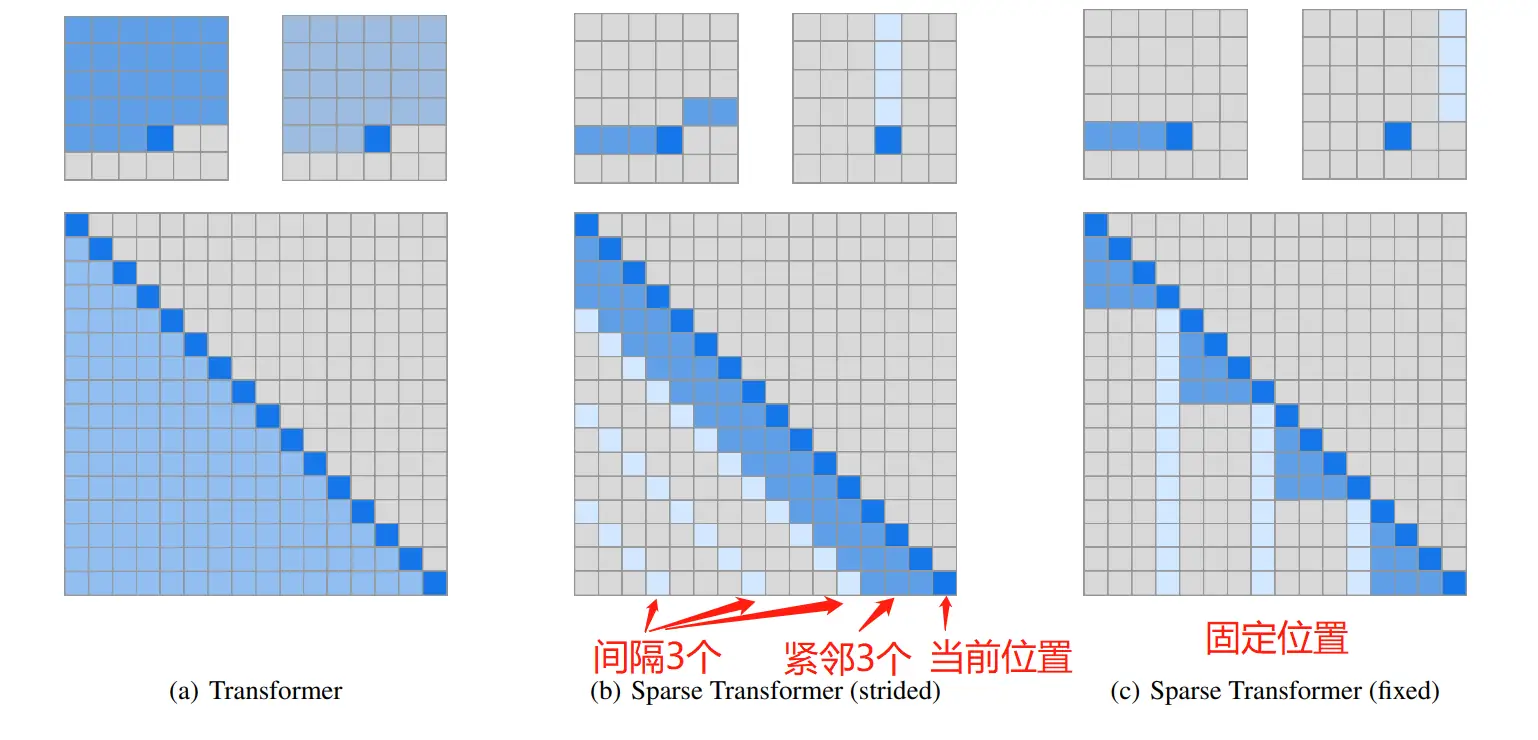 间隔3个
紧邻3个
当前位置
固定位置
(a) Transformer
(b) Sparse Transformer (strided)
(c) Sparse Transformer (fixed)